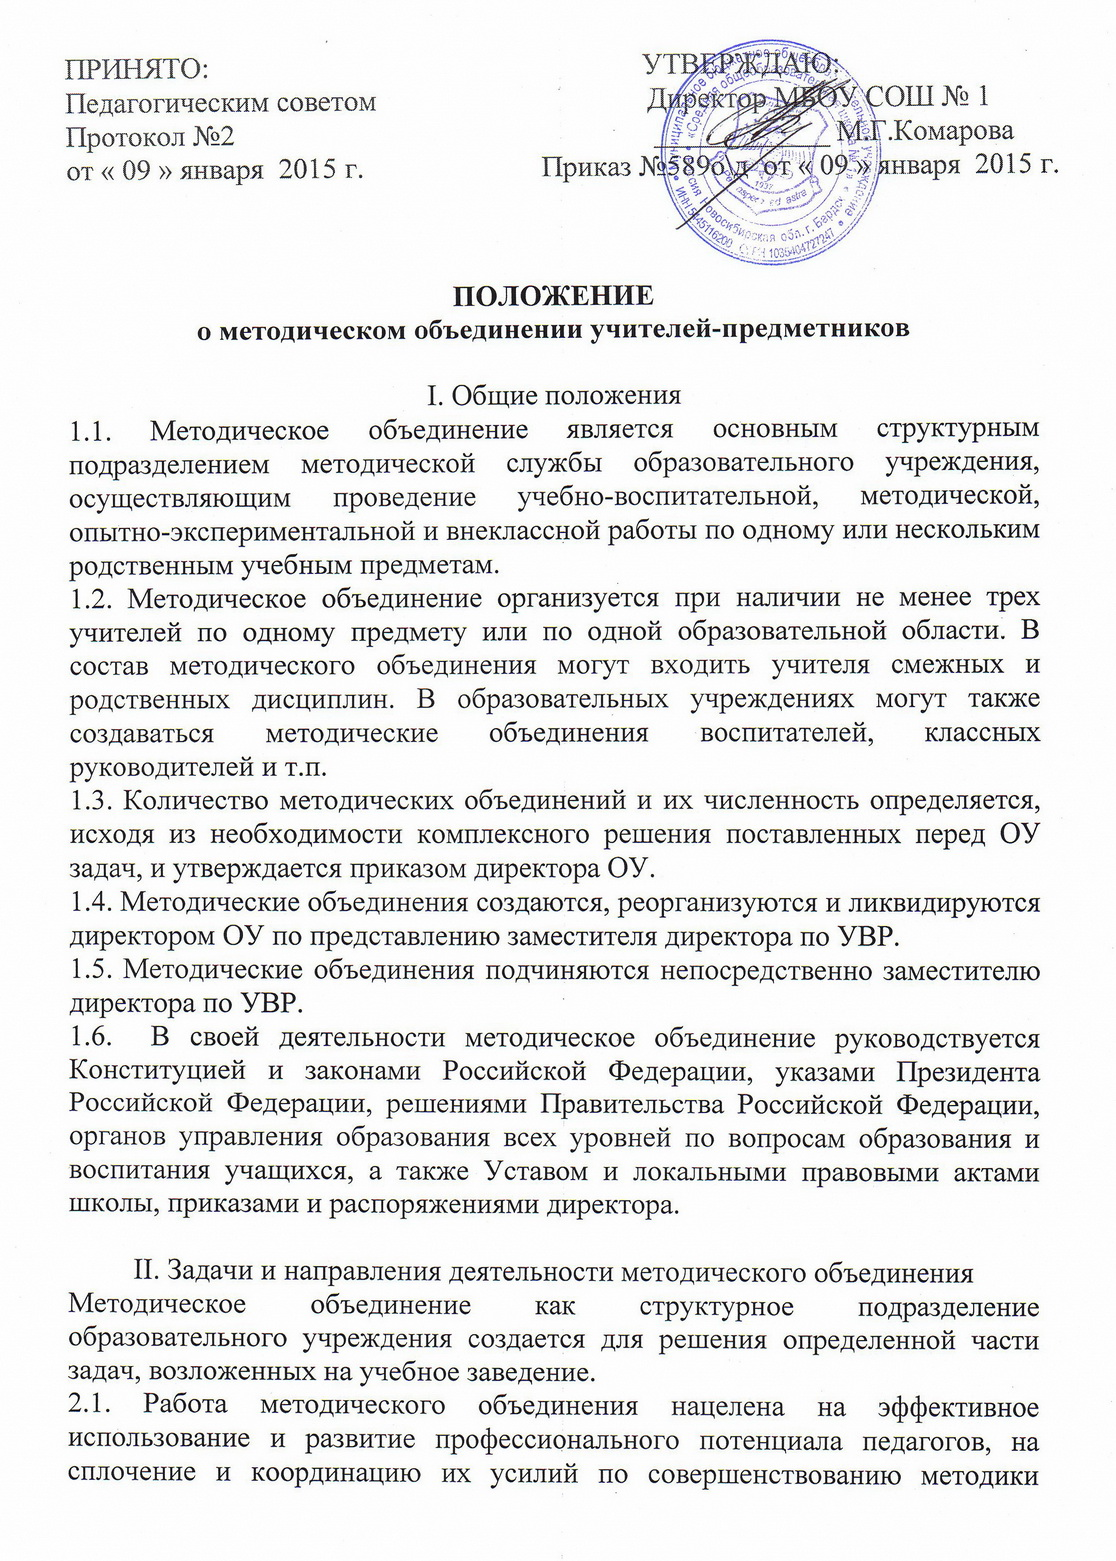 ПРИНЯТО:
Педагогическим советом
Протокол №2
от « 09 » января 2015 г.
УТВЕРЖДАЮ:
Директор МБОУ СОШ № 1
М.Г.Комарова
Приказ №589о\д от « 09 » января 2015 г.
ПОЛОЖЕНИЕ
о методическом объединении учителей-предметников
I. Общие положения
1.1. Методическое объединение является основным структурным
подразделением методической службы образовательного учреждения,
осуществляющим проведение учебно-воспитательной, методической,
опытно-экспериментальной и внеклассной работы по одному или нескольким
родственным учебным предметам.
1.2. Методическое объединение организуется при наличии не менее трех
учителей по одному предмету или по одной образовательной области. В
состав методического объединения могут входить учителя смежных и
родственных дисциплин. В образовательных учреждениях могут также
создаваться методические объединения воспитателей, классных
руководителей и т.п.
1.3. Количество методических объединений и их численность определяется,
исходя из необходимости комплексного решения поставленных перед ОУ
задач, и утверждается приказом директора ОУ.
1.4. Методические объединения создаются, реорганизуются и ликвидируются
директором ОУ по представлению заместителя директора по УВР.
1.5. Методические объединения подчиняются непосредственно заместителю
директора по УВР.
1.6. В своей деятельности методическое объединение руководствуется
Конституцией и законами Российской Федерации, указами Президента
Российской Федерации, решениями Правительства Российской Федерации,
органов управления образования всех уровней по вопросам образования и
воспитания учащихся, а также Уставом и локальными правовыми актами
школы, приказами и распоряжениями директора.
II. Задачи и направления деятельности методического объединения
Методическое объединение как структурное подразделение
образовательного учреждения создается для решения определенной части
задач, возложенных на учебное заведение.
2.1. Работа методического объединения нацелена на эффективное
использование и развитие профессионального потенциала педагогов, на
сплочение и координацию их усилий по совершенствованию методики